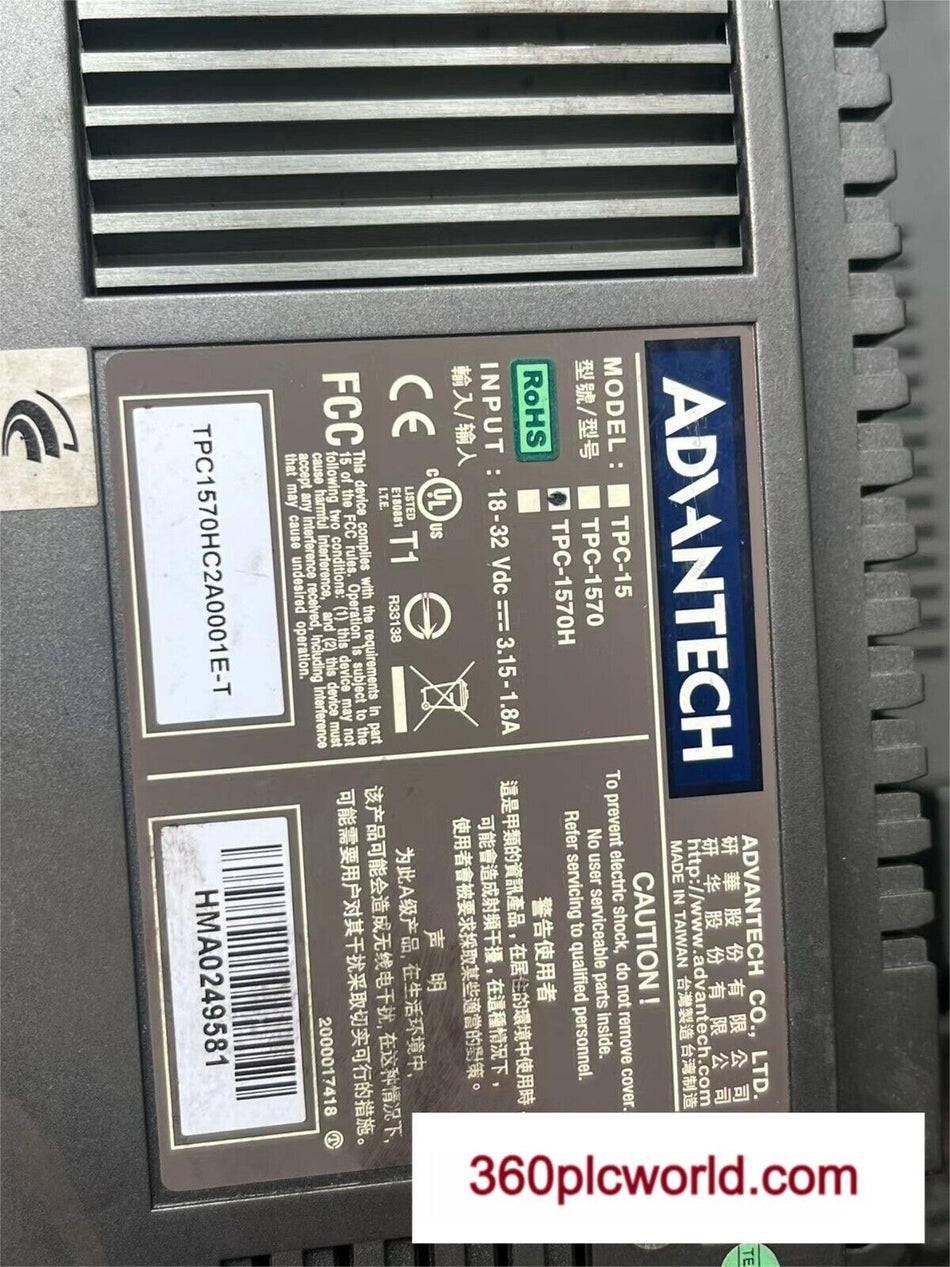 ADVANTECH
ADVANTECH CO., LTD.
研華股份有限公司
研华股份有限公司
http://www.advantech.com
MADE IN TAIWAN 台灣製造 台湾制造
MODEL : TPC-15
型號/型号 TPC-1570
TPC-1570H
RoHS
INPUT : 18-32 Vdc 3.15-1.8A
輸入/输入
CE
c UL US
LISTED
E180881
I.T.E.
T1
R33138
FCC
This device complies with the requirements in part
15 of the FCC rules. Operation is subject to the
following two conditions: (1) this device may not
cause harmful interference, and (2) this device must
accept any interference received, including interference
that may cause undesired operation.
TPC1570HC2A0001E-T
CAUTION!
To prevent electric shock, do not remove cover.
No user serviceable parts inside.
Refer servicing to qualified personnel.
警告使用者
這是甲類的資訊產品，在居住的環境中使用時，
可能會造成射頻干擾，在這種情況下，
使用者會被要求採取某些適當的對策。
声 明
为此A级产品,在生活环境中,
该产品可能会造成无线电干扰,在这种情况下,
可能需要用户对其干扰采取切实可行的措施。
2000017418
HMA0249581
360plcworld.com
TE